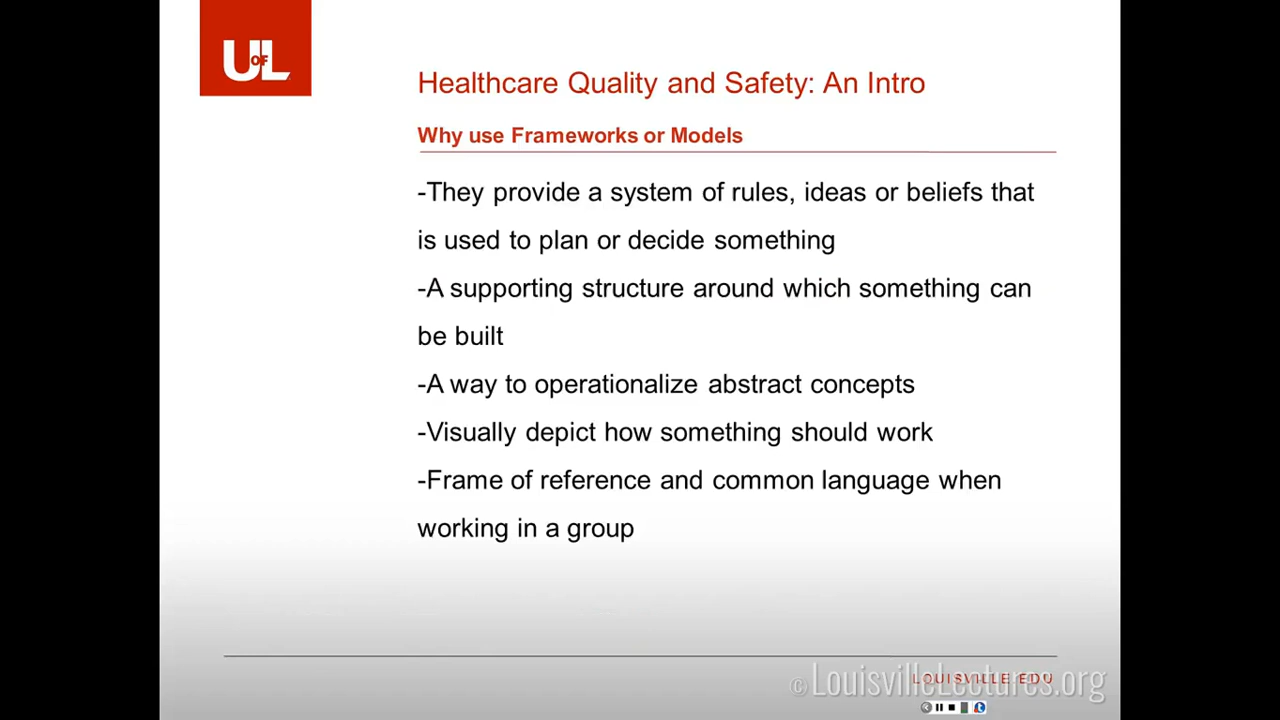 UofL
Healthcare Quality and Safety: An Intro
Why use Frameworks or Models
-They provide a system of rules, ideas or beliefs that
is used to plan or decide something
-A supporting structure around which something can
be built
-A way to operationalize abstract concepts
-Visually depict how something should work
-Frame of reference and common language when
working in a group
LOUISVILLE.EDU
© LouisvilleLectures.org